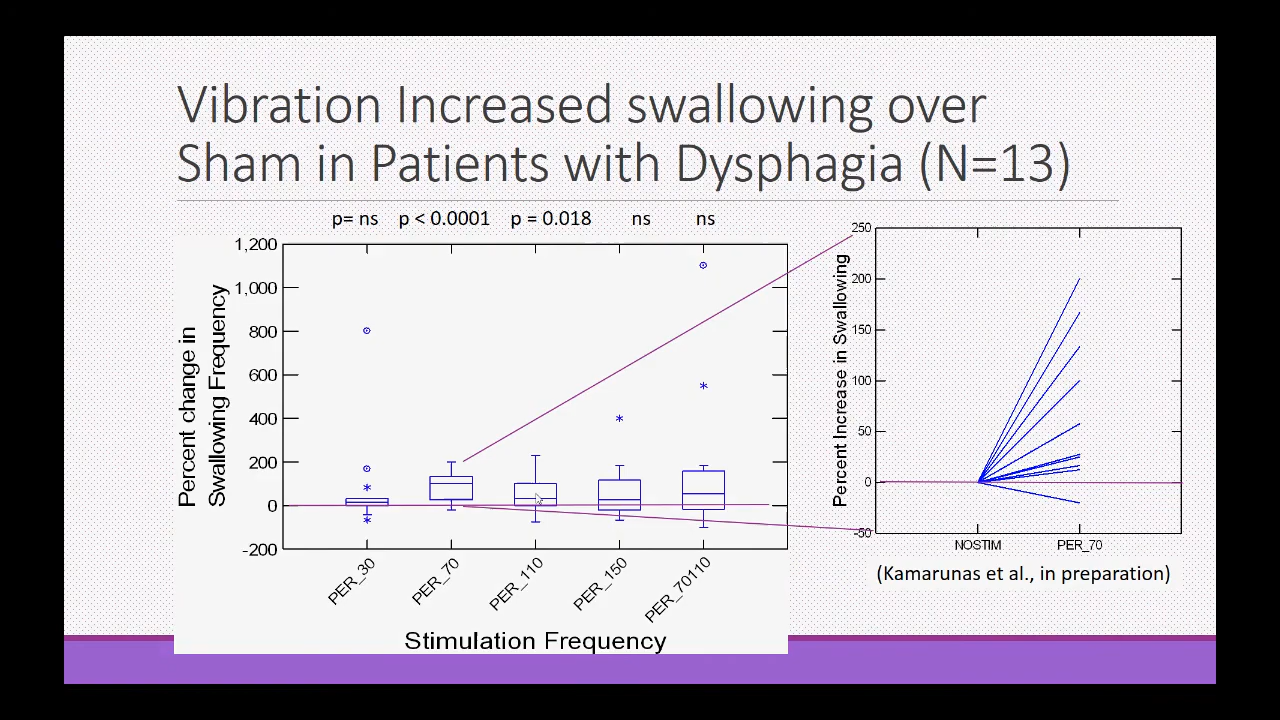 Vibration Increased swallowing over
Sham in Patients with Dysphagia (N=13)
p= ns p < 0.0001 p = 0.018 ns ns
Percent change in
Swallowing Frequency
1,200
1,000
800
600
400
200
0
-200
PER_30 PER_70 PER_110 PER_150 PER_70110
Stimulation Frequency
Percent Increase in Swallowing
250
200
150
100
50
0
-50
NOSTIM PER_70
(Kamarunas et al., in preparation)